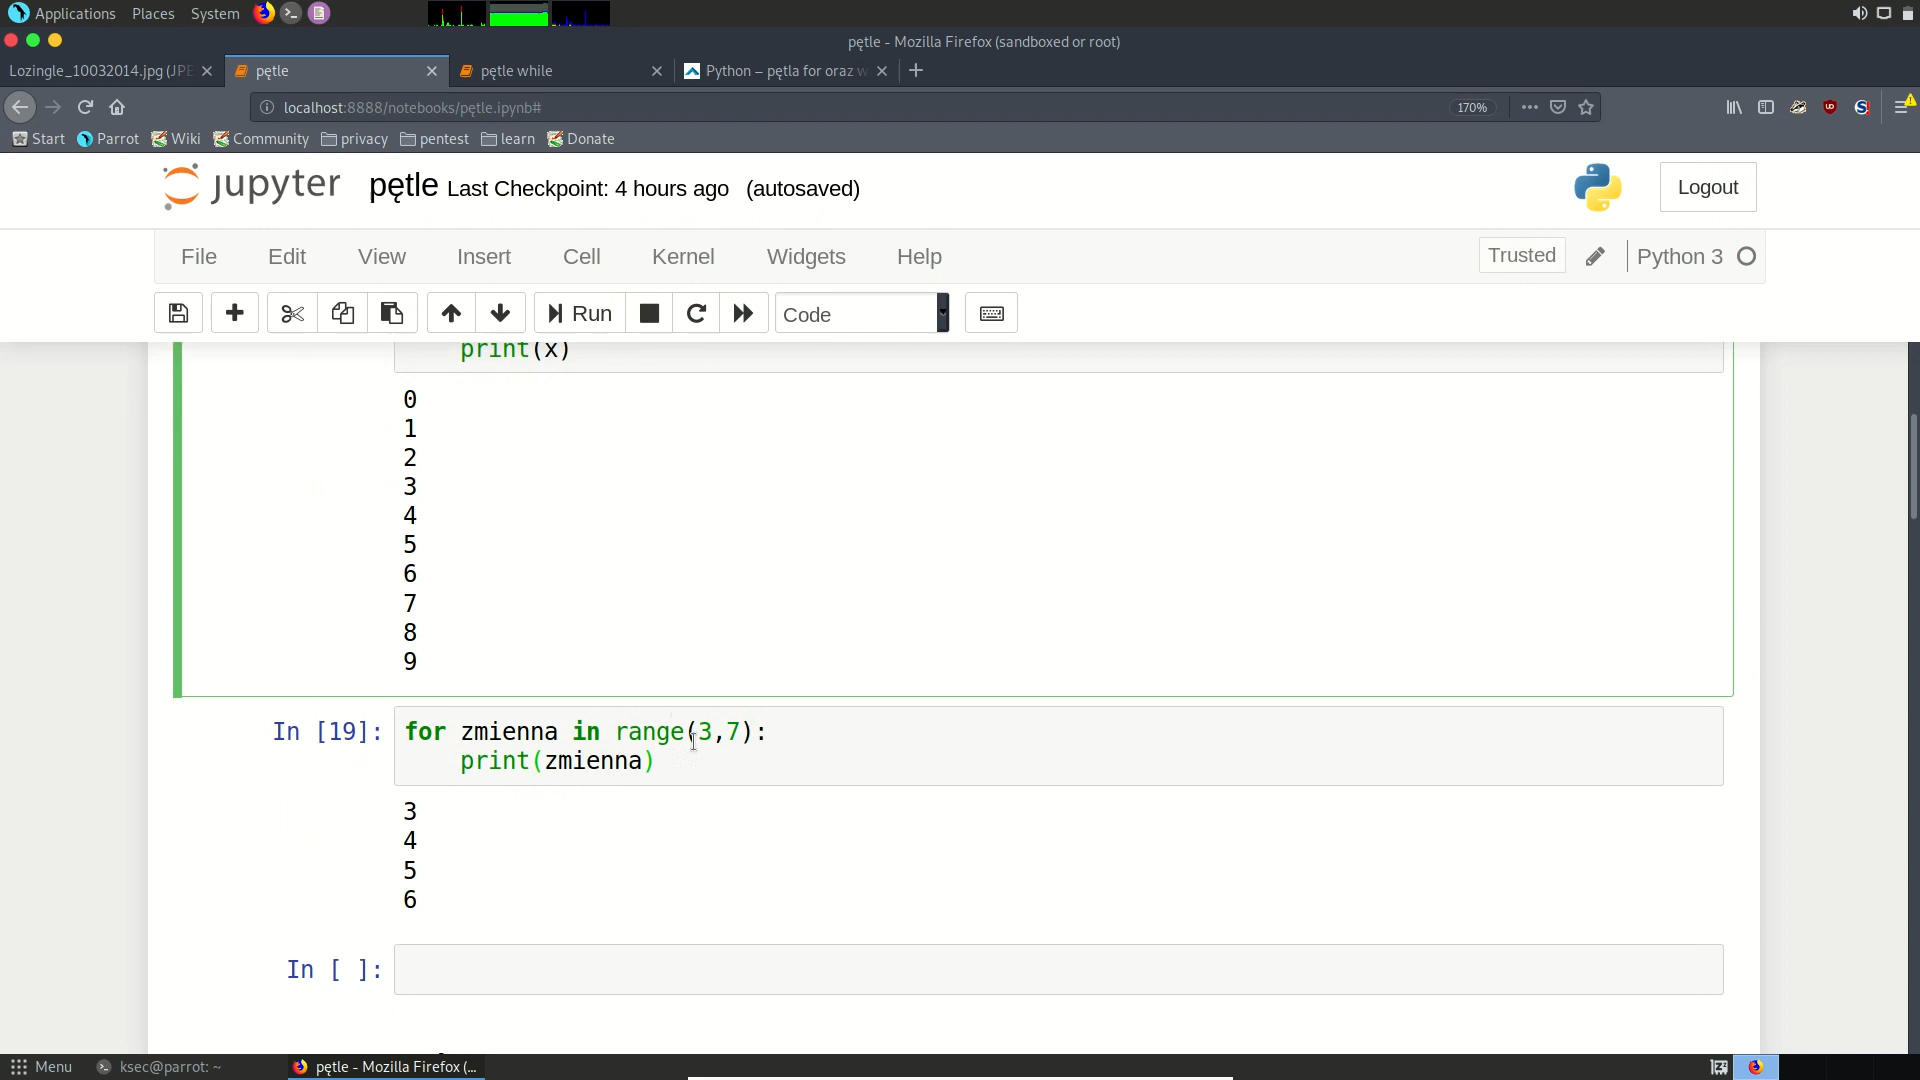 Applications Places System
pętle - Mozilla Firefox (sandboxed or root)
Lozingle_10032014.jpg (JPE
pętle
pętle while
Python – pętla for oraz w
localhost:8888/notebooks/pętle.ipynb#
170%
Start Parrot Wiki Community privacy pentest learn Donate
jupyter pętle Last Checkpoint: 4 hours ago (autosaved)
Logout
File Edit View Insert Cell Kernel Widgets Help
Trusted
Python 3
Run
Code
print(x)
0
1
2
3
4
5
6
7
8
9
In [19]: for zmienna in range(3,7):
print(zmienna)
3
4
5
6
In [ ]:
Menu ksec@parrot: ~ pętle - Mozilla Firefox (...